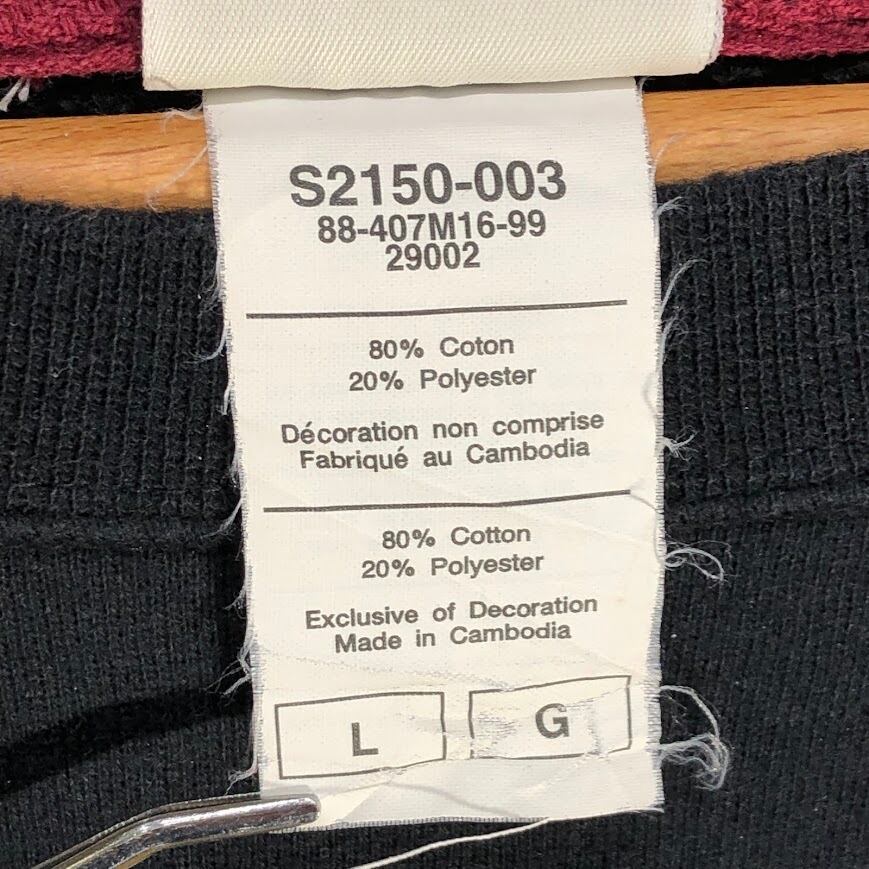 S2150-003
88-407M16-99
29002
80% Coton
20% Polyester
Décoration non comprise
Fabriqué au Cambodia
80% Cotton
20% Polyester
Exclusive of Decoration
Made in Cambodia
L G